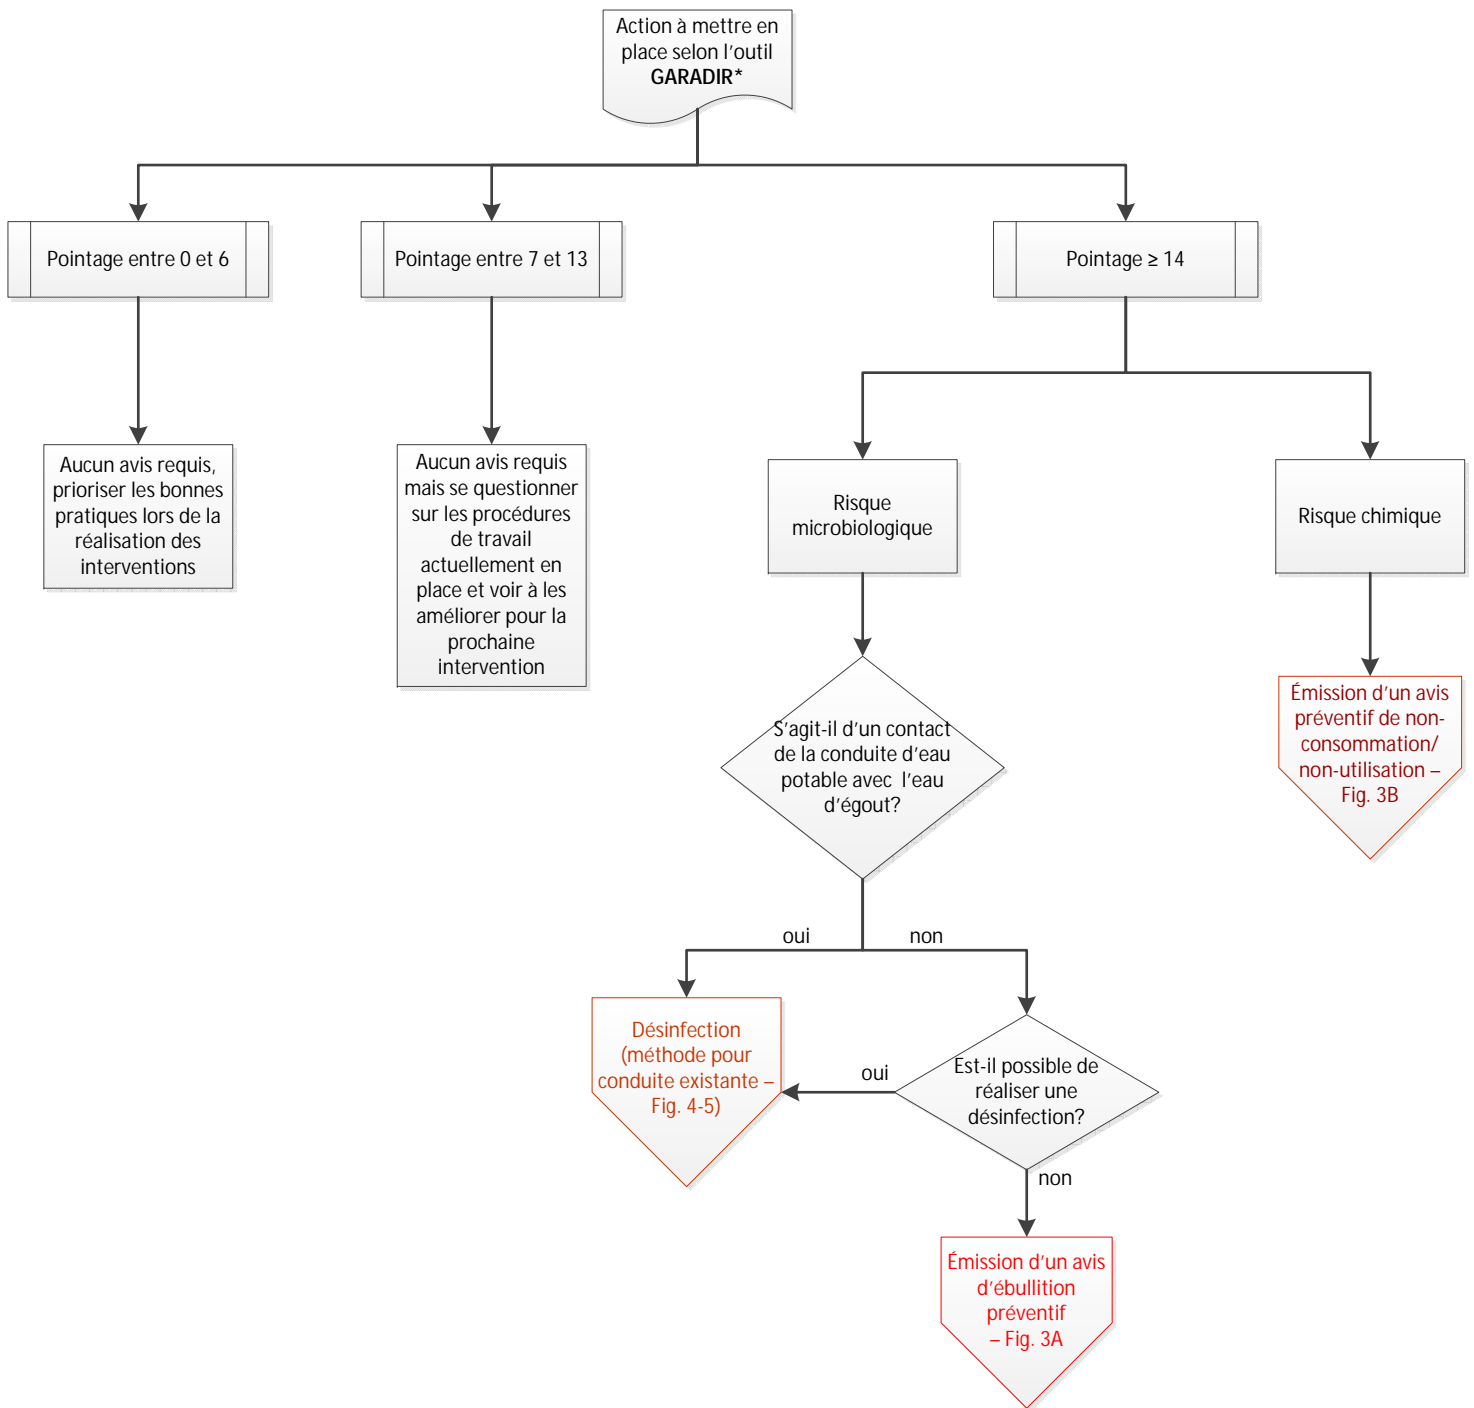 Action à mettre en
place selon l'outil
GARADIR*
Pointage entre 0 et 6
Pointage entre 7 et 13
Pointage ≥ 14
Aucun avis requis,
prioriser les bonnes
pratiques lors de la
réalisation des
interventions
Aucun avis requis
mais se questionner
sur les procédures
de travail
actuellement en
place et voir à les
améliorer pour la
prochaine
intervention
Risque
microbiologique
Risque chimique
S'agit-il d'un contact
de la conduite d'eau
potable avec l'eau
d'égout?
Émission d'un avis
préventif de non-
consommation/
non-utilisation –
Fig. 3B
oui
non
Désinfection
(méthode pour
conduite existante –
Fig. 4-5)
oui
Est-il possible de
réaliser une
désinfection?
non
Émission d'un avis
d'ébullition
préventif
– Fig. 3A